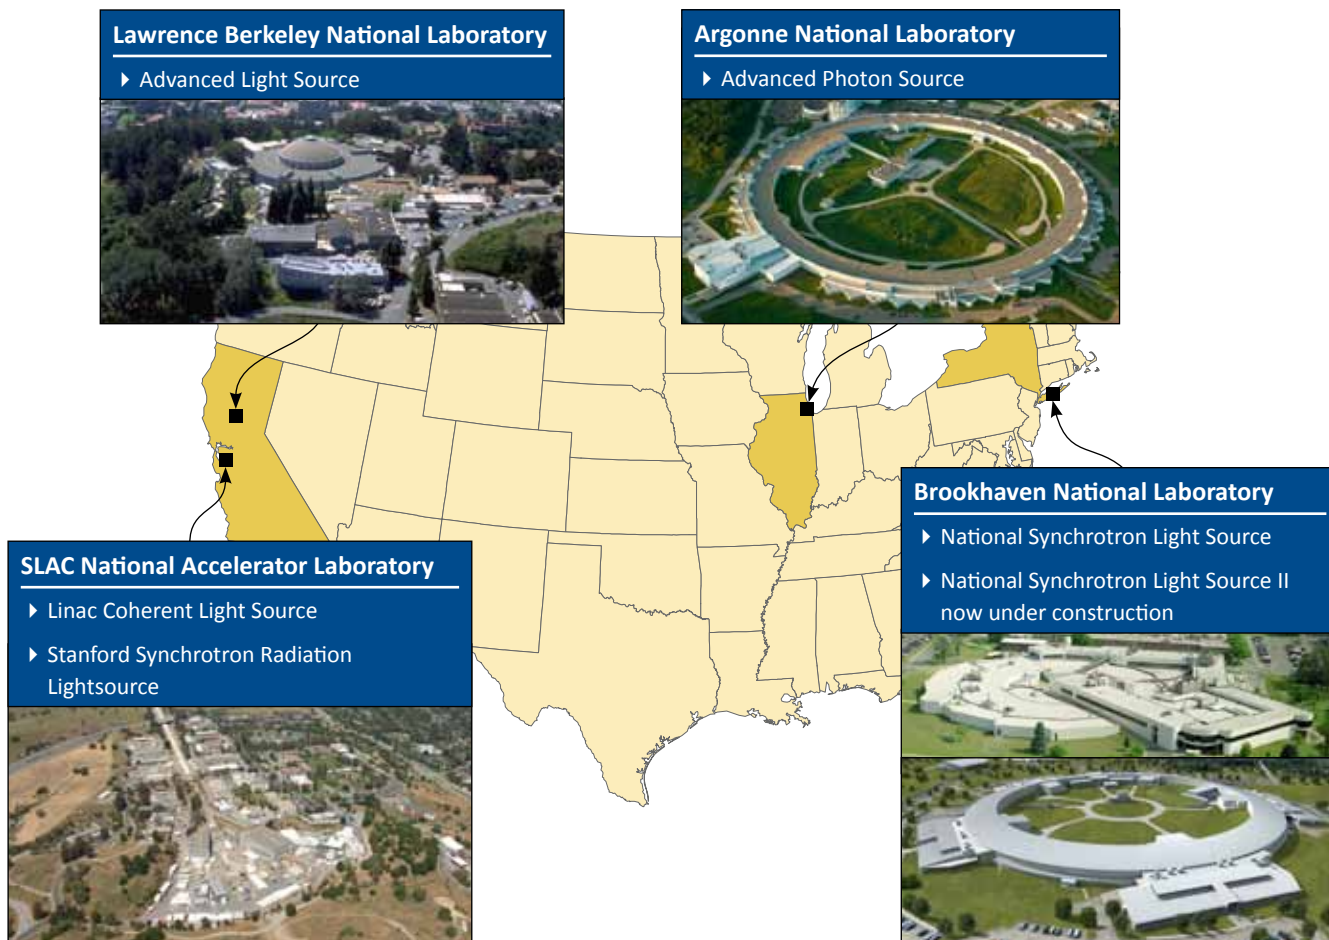 Lawrence Berkeley National Laboratory
Advanced Light Source
Argonne National Laboratory
Advanced Photon Source
SLAC National Accelerator Laboratory
Linac Coherent Light Source
Stanford Synchrotron Radiation
Lightsource
Brookhaven National Laboratory
National Synchrotron Light Source
National Synchrotron Light Source II
now under construction